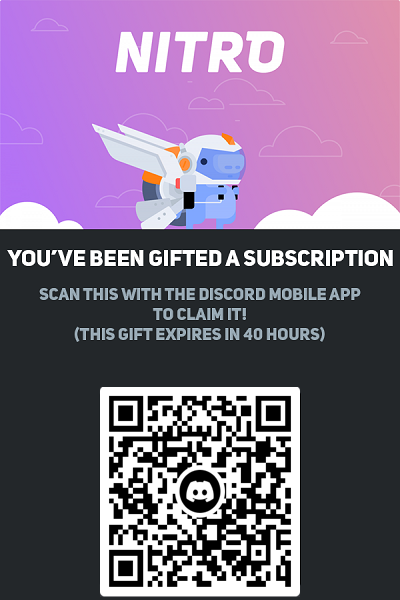 NITRO
YOU'VE BEEN GIFTED A SUBSCRIPTION
SCAN THIS WITH THE DISCORD MOBILE APP
TO CLAIM IT!
(THIS GIFT EXPIRES IN 40 HOURS)